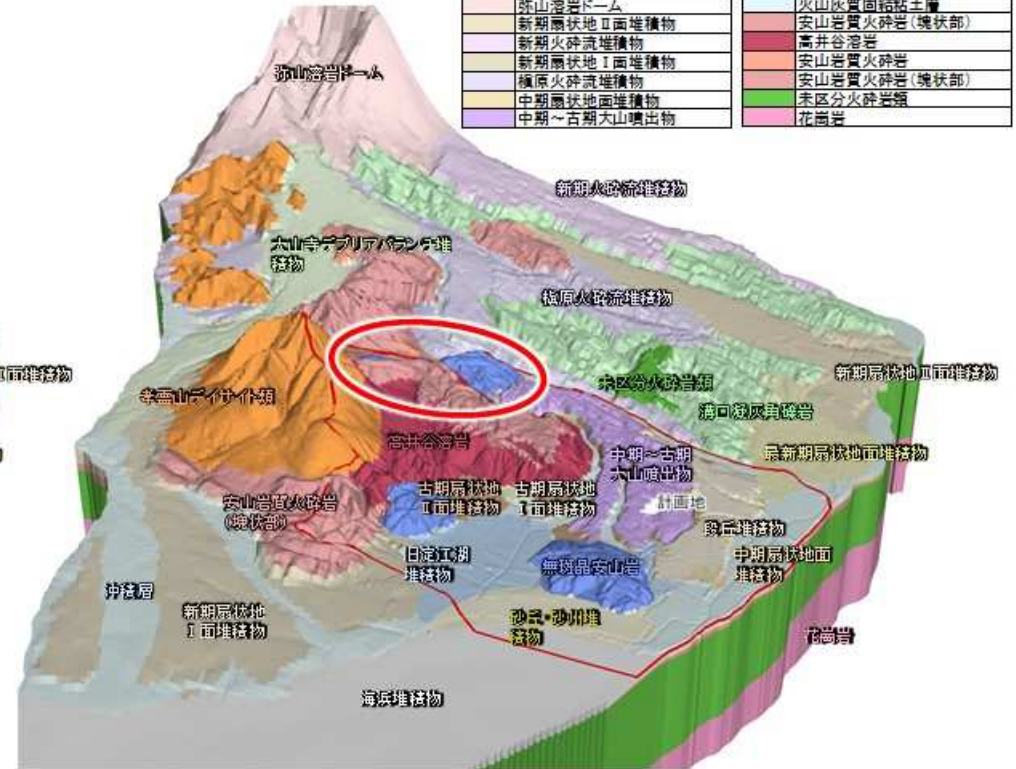 弥山溶岩ドーム
新期扇状地Ⅱ面堆積物
新期火砕流堆積物
新期扇状地Ⅰ面堆積物
槇原火砕流堆積物
中期扇状地面堆積物
中期~古期大山噴出物
火山灰質固結粘土層
安山岩質火砕岩(塊状部)
高井谷溶岩
安山岩質火砕岩
安山岩質火砕岩(塊状部)
未区分火砕岩類
花崗岩
弥山溶岩ドーム
新期火砕流堆積物
大山寺デブリアバランチ堆
積物
槇原火砕流堆積物
Ⅰ面堆積物
新期扇状地Ⅱ面堆積物
孝霊山デイサイト類
未区分火砕岩類
溝口凝灰角礫岩
高井谷溶岩
中期~古期
大山噴出物
最新期扇状地面堆積物
安山岩質火砕岩
(塊状部)
古期扇状地
Ⅱ面堆積物
古期扇状地
Ⅰ面堆積物
計画地
段丘堆積物
旧淀江湖
堆積物
無斑晶安山岩
中期扇状地面
堆積物
沖積層
新期扇状地
Ⅰ面堆積物
砂丘・砂州堆
積物
花崗岩
海浜堆積物